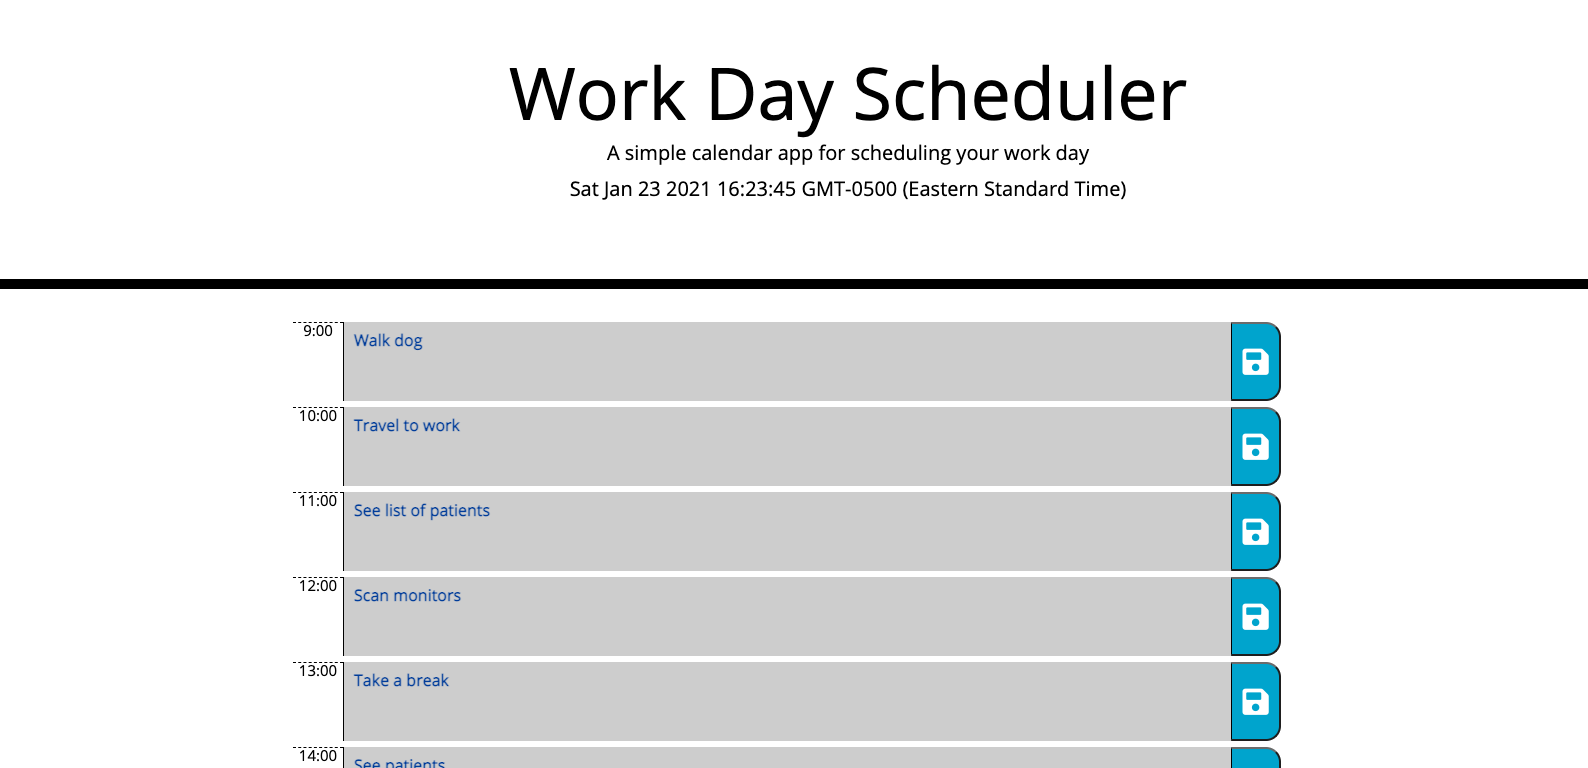 Work Day Scheduler
A simple calendar app for scheduling your work day
Sat Jan 23 2021 16:23:45 GMT-0500 (Eastern Standard Time)
9:00
Walk dog
10:00
Travel to work
11:00
See list of patients
12:00
Scan monitors
13:00
Take a break
14:00
See patients